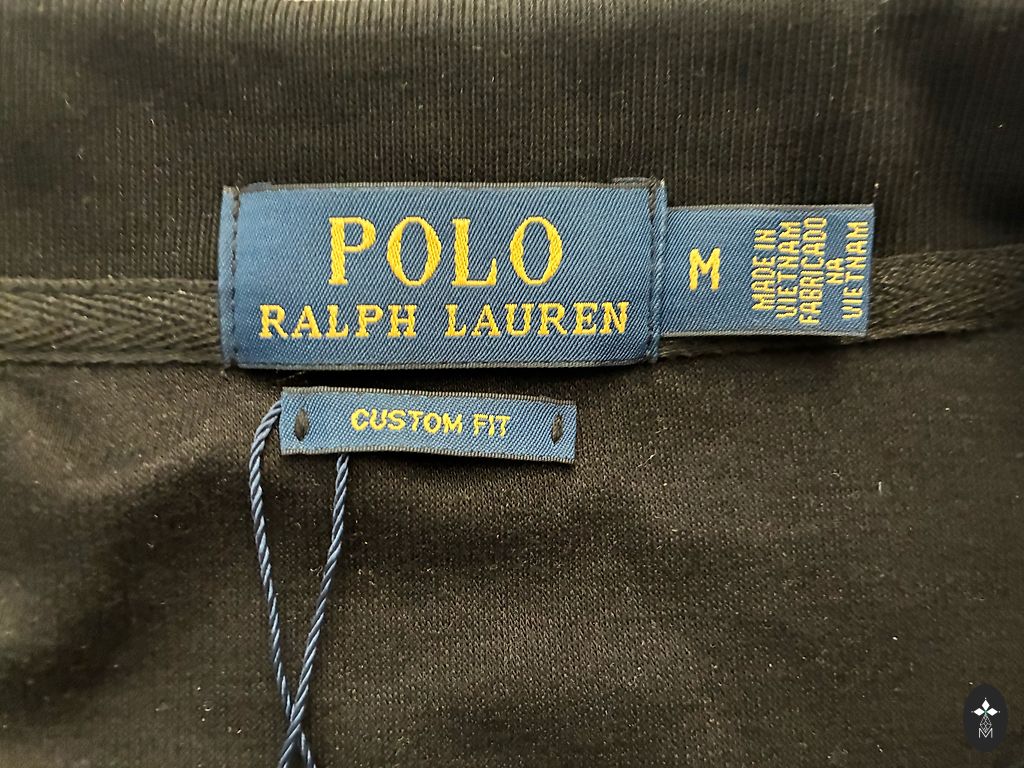 POLO
RALPH LAUREN
M
MADE IN
VIETNAM
FABRICADO
NA
VIETNAM
CUSTOM FIT
M